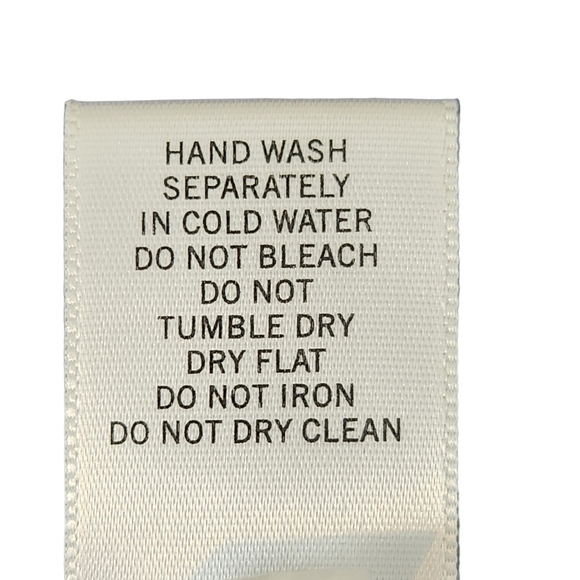 HAND WASH
SEPARATELY
IN COLD WATER
DO NOT BLEACH
DO NOT
TUMBLE DRY
DRY FLAT
DO NOT IRON
DO NOT DRY CLEAN